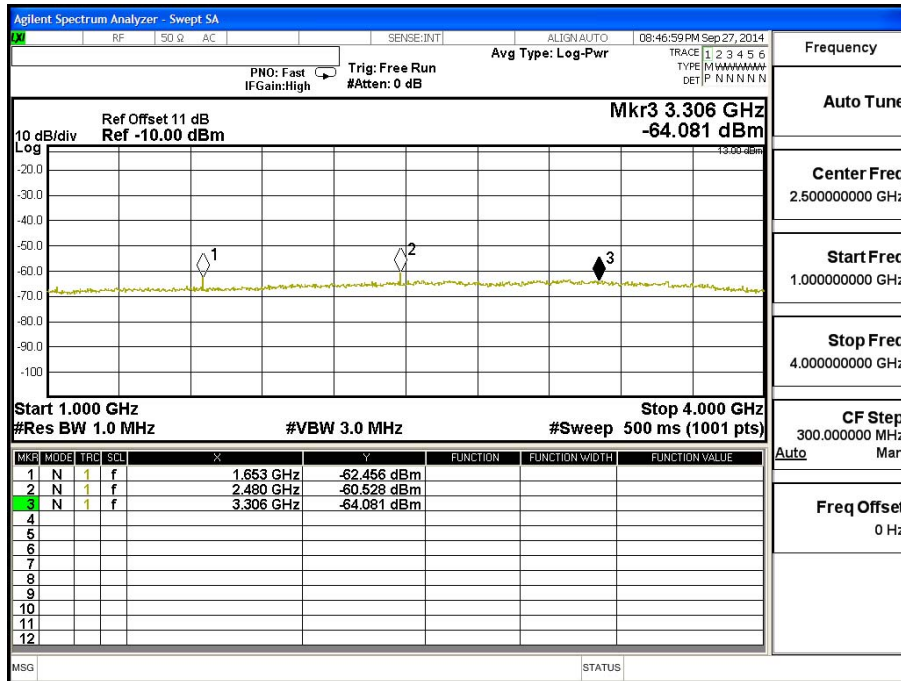 Agilent Spectrum Analyzer - Swept SA
LXI RF 50 Ω AC SENSE:INT ALIGN AUTO 08:46:59 PM Sep 27, 2014
Frequency
Avg Type: Log-Pwr
TRACE 1 2 3 4 5 6
TYPE M
DET P N N N N N
PNO: Fast
IFGain:High
Trig: Free Run
#Atten: 0 dB
Auto Tune
Mkr3 3.306 GHz
-64.081 dBm
Ref Offset 11 dB
Ref -10.00 dBm
10 dB/div
Log
-13.00 dBm
-20.0
-30.0
-40.0
-50.0
-60.0
-70.0
-80.0
-90.0
-100
1
2
3
Center Freq
2.500000000 GHz
Start Freq
1.000000000 GHz
Stop Freq
4.000000000 GHz
Start 1.000 GHz Stop 4.000 GHz
#Res BW 1.0 MHz #VBW 3.0 MHz #Sweep 500 ms (1001 pts)
CF Step
300.000000 MHz
Auto Man
MKR MODE TRC SCL X Y FUNCTION FUNCTION WIDTH FUNCTION VALUE
1 N 1 f 1.653 GHz -62.456 dBm
2 N 1 f 2.480 GHz -60.528 dBm
3 N 1 f 3.306 GHz -64.081 dBm
4
5
6
7
8
9
10
11
12
Freq Offset
0 Hz
MSG STATUS